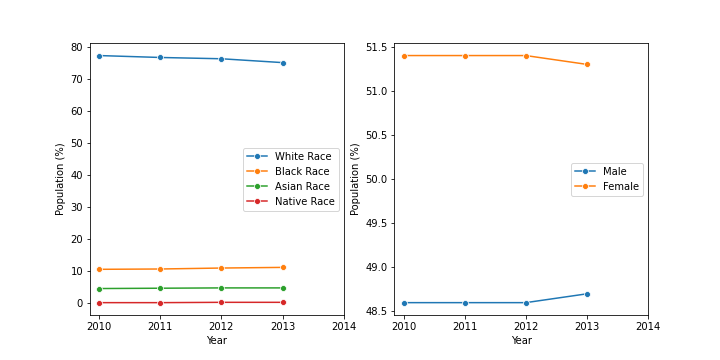 80
70
60
50
40
30
20
10
0
Population (%)
2010 2011 2012 2013 2014
Year
White Race
Black Race
Asian Race
Native Race
51.5
51.0
50.5
50.0
49.5
49.0
48.5
Population (%)
2010 2011 2012 2013 2014
Year
Male
Female